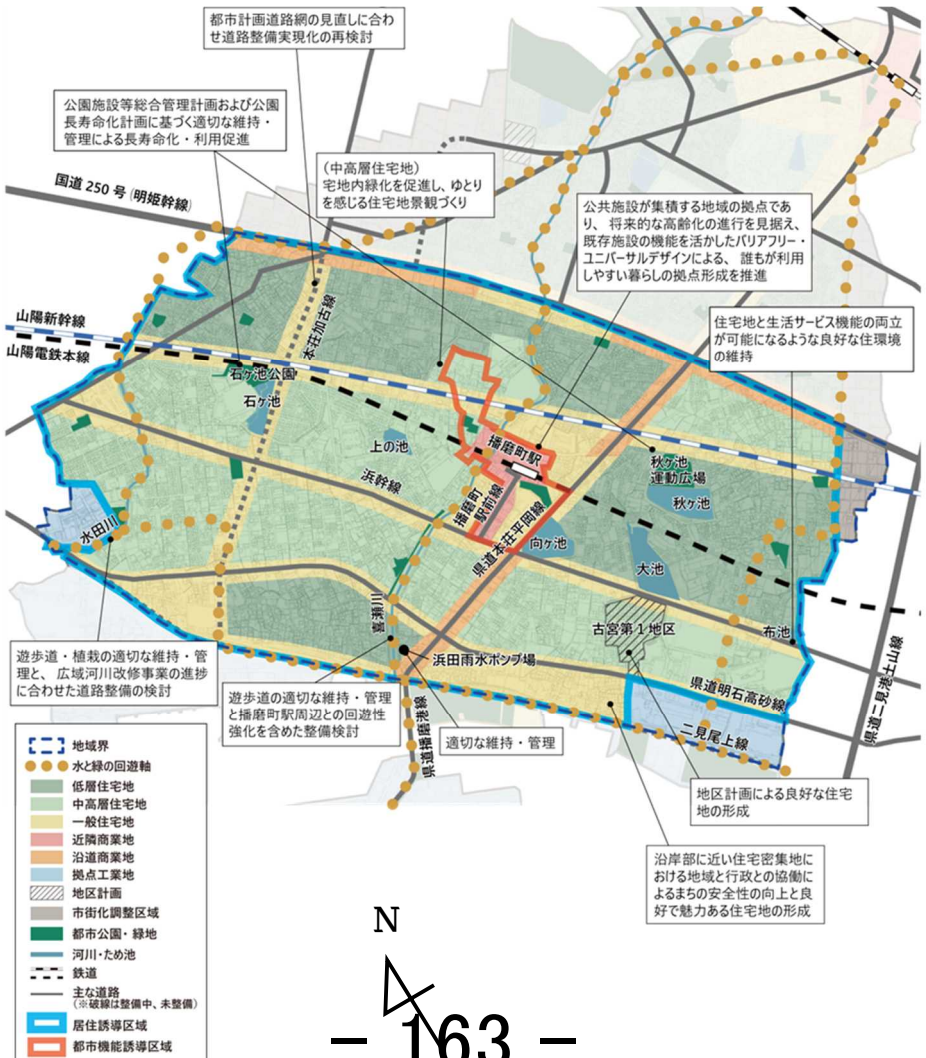 都市計画道路網の見直しに合わ
せ道路整備実現化の再検討
公園施設等総合管理計画および公園
長寿命化計画に基づく適切な維持・
管理による長寿命化・利用促進
(中高層住宅地)
宅地内緑化を促進し、ゆとり
を感じる住宅地景観づくり
国道250号(明姫幹線)
公共施設が集積する地域の拠点であ
り、将来的な高齢化の進行を見据え、
既存施設の機能を活かしたバリアフリー・
ユニバーサルデザインによる、誰もが利用
しやすい暮らしの拠点形成を推進
住宅地と生活サービス機能の両立
が可能になるような良好な住環境
の維持
山陽新幹線
山陽電鉄本線
本荘加古線
石ヶ池公園
石ヶ池
上の池
浜幹線
播磨町駅
播磨町
駅前線
県道本荘平岡線
秋ヶ池
運動広場
秋ヶ池
向ヶ池
大池
水田川
喜瀬川
古宮第1地区
布池
浜田雨水ポンプ場
県道明石高砂線
二見尾上線
県道二見港土山線
県道播磨港線
遊歩道・植栽の適切な維持・管
理と、広域河川改修事業の進捗
に合わせた道路整備の検討
遊歩道の適切な維持・管理
と播磨町駅周辺との回遊性
強化を含めた整備検討
適切な維持・管理
地区計画による良好な住宅
地の形成
沿岸部に近い住宅密集地に
おける地域と行政との協働に
よるまちの安全性の向上と良
好で魅力ある住宅地の形成
地域界
水と緑の回遊軸
低層住宅地
中高層住宅地
一般住宅地
近隣商業地
沿道商業地
拠点工業地
地区計画
市街化調整区域
都市公園・緑地
河川・ため池
鉄道
主な道路
(※破線は整備中、未整備)
居住誘導区域
都市機能誘導区域
N
- 163 -